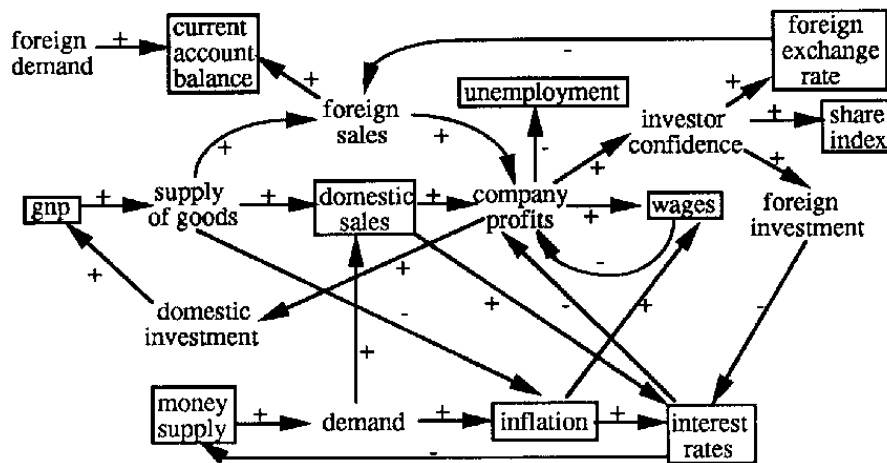 foreign
demand
+
current
account
balance
-
foreign
exchange
rate
+
foreign
sales
unemployment
+
investor
confidence
+
share
index
+
+
-
+
+
gnp
+
supply
of goods
+
domestic
sales
+
company
profits
+
wages
foreign
investment
+
-
+
domestic
investment
-
+
-
+
-
+
money
supply
+
demand
+
inflation
+
interest
rates
-